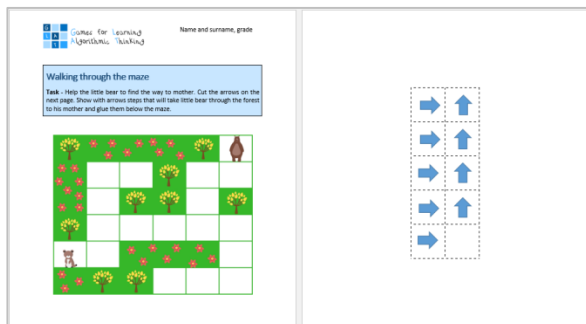 G L
A T
Games for Learning
Algorithmic Thinking
Name and surname, grade
Walking through the maze
Task - Help the little bear to find the way to mother. Cut the arrows on the
next page. Show with arrows steps that will take little bear through the forest
to his mother and glue them below the maze.